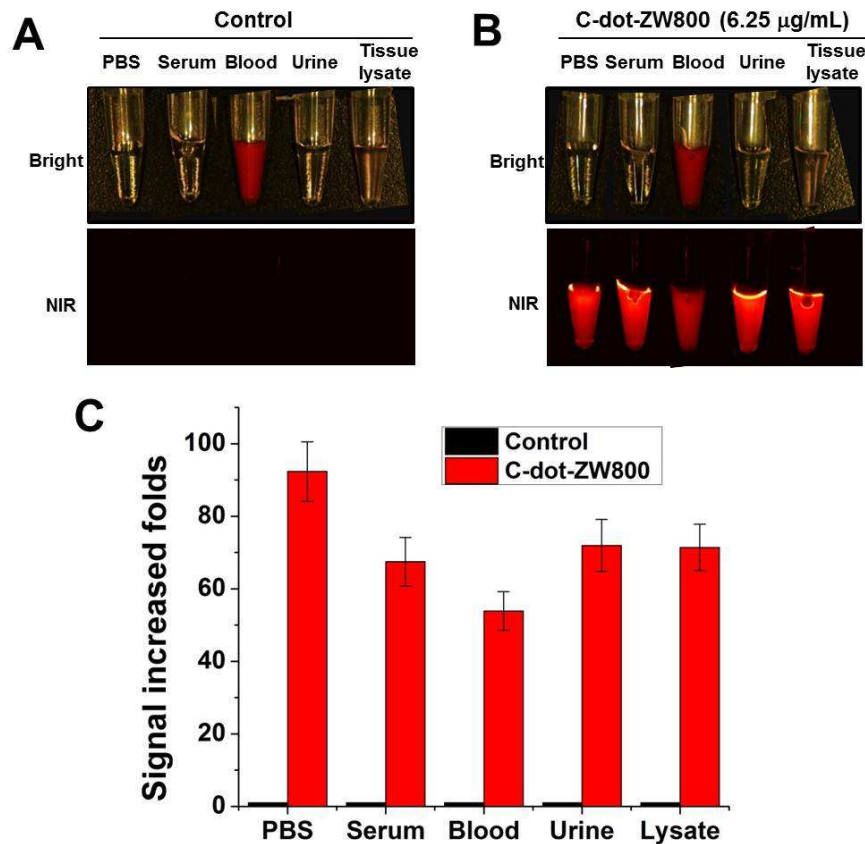 A
Control
PBS Serum Blood Urine Tissue lysate
Bright
NIR
B
C-dot-ZW800 (6.25 μg/mL)
PBS Serum Blood Urine Tissue lysate
Bright
NIR
C
Signal increased folds
100
80
60
40
20
0
Control
C-dot-ZW800
PBS Serum Blood Urine Lysate